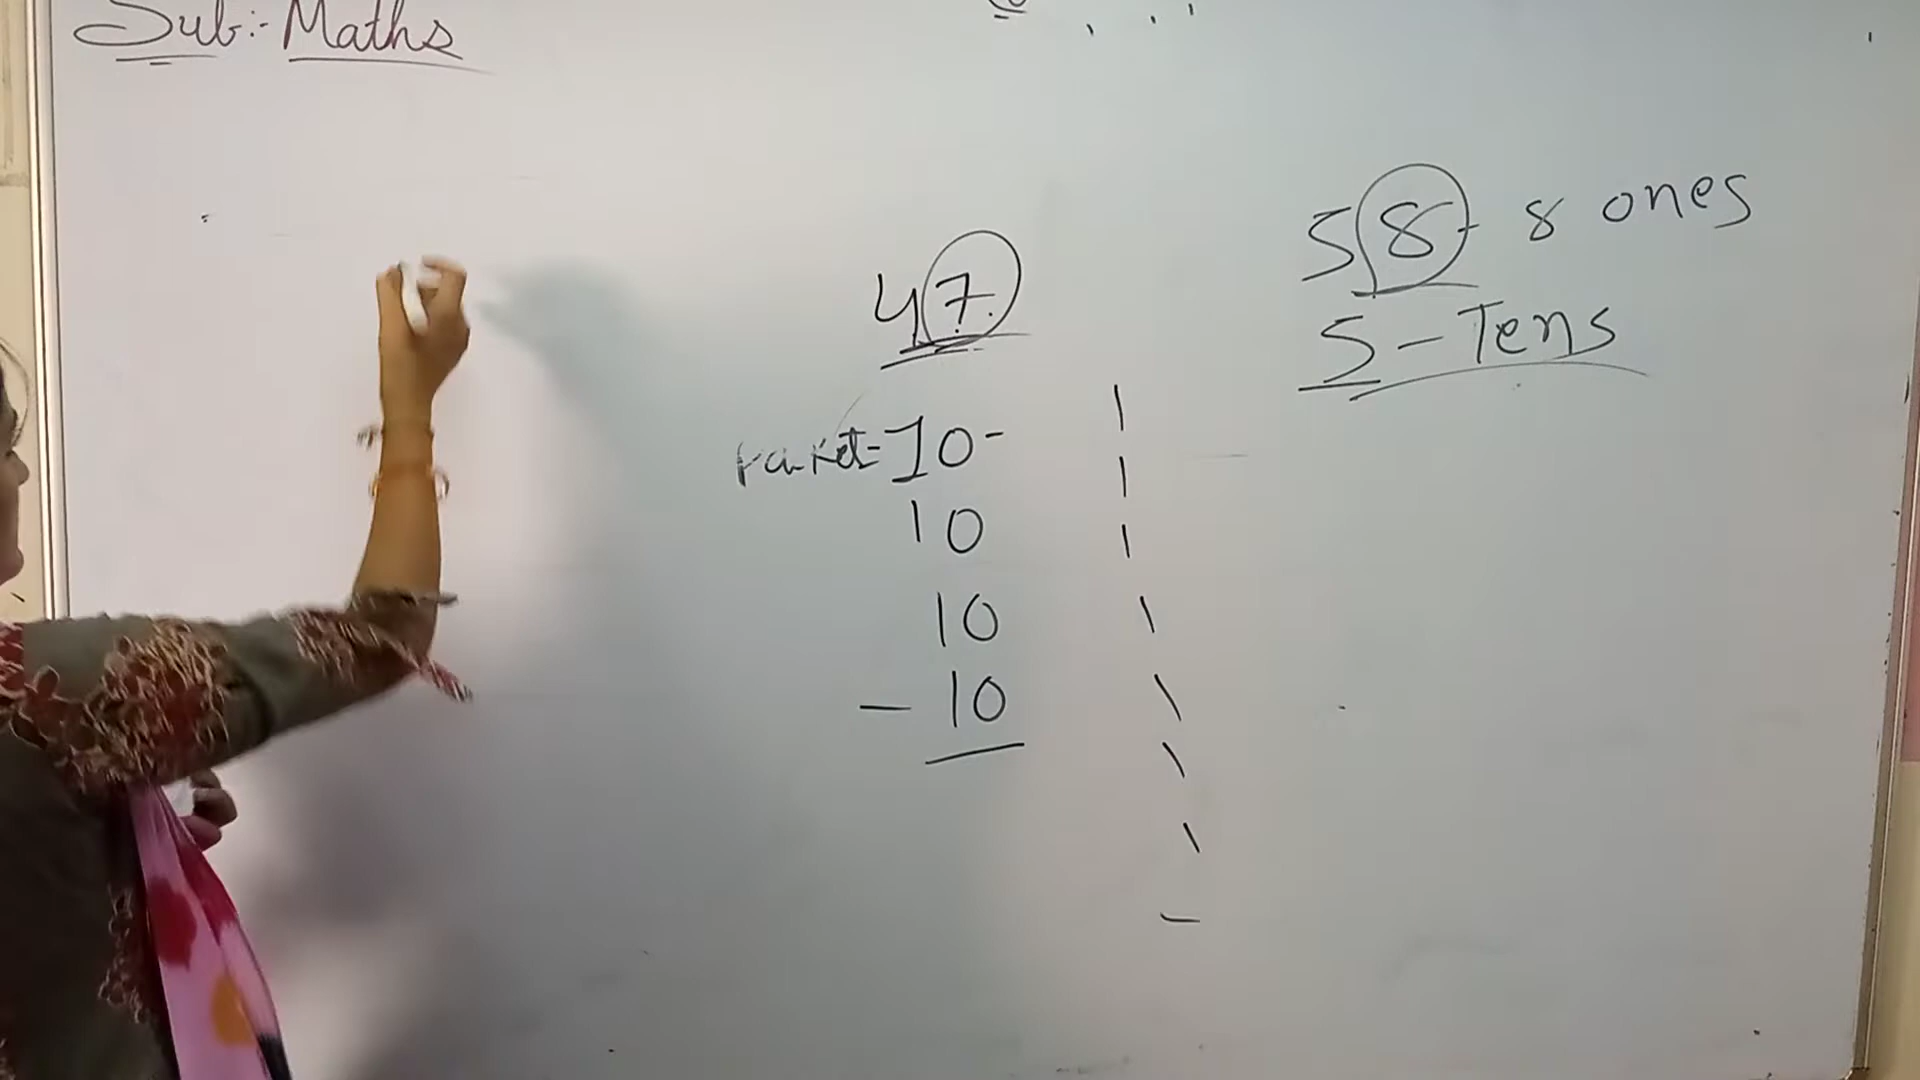 Sub:- Maths
47.
packet- 10 -
10
10
- 10
58 - 8 ones
5 - Tens